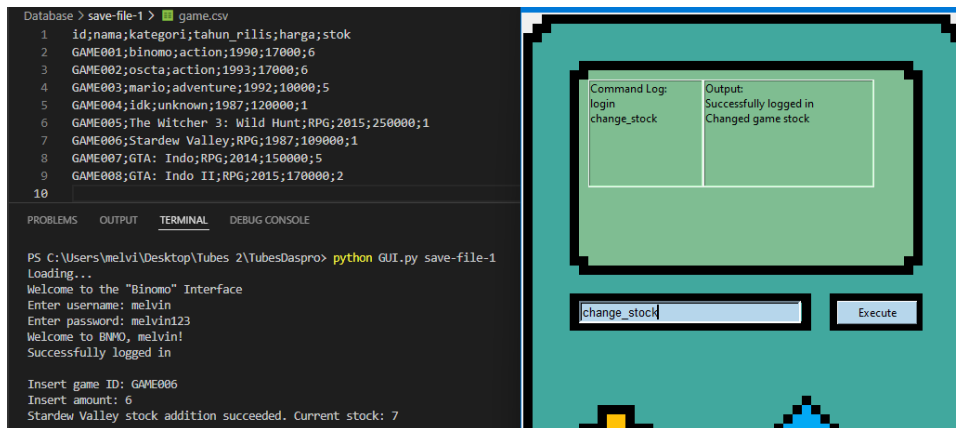 Database > save-file-1 > game.csv
1 id;nama;kategori;tahun_rilis;harga;stok
2 GAME001;binomo;action;1990;17000;6
3 GAME002;oscta;action;1993;17000;6
4 GAME003;mario;adventure;1992;10000;5
5 GAME004;idk;unknown;1987;120000;1
6 GAME005;The Witcher 3: Wild Hunt;RPG;2015;250000;1
7 GAME006;Stardew Valley;RPG;1987;109000;1
8 GAME007;GTA: Indo;RPG;2014;150000;5
9 GAME008;GTA: Indo II;RPG;2015;170000;2
10
PROBLEMS OUTPUT TERMINAL DEBUG CONSOLE
PS C:\Users\melvi\Desktop\Tubes 2\TubesDaspro> python GUI.py save-file-1
Loading...
Welcome to the "Binomo" Interface
Enter username: melvin
Enter password: melvin123
Welcome to BNMO, melvin!
Successfully logged in
Insert game ID: GAME006
Insert amount: 6
Stardew Valley stock addition succeeded. Current stock: 7
Command Log:
login
change_stock
Output:
Successfully logged in
Changed game stock
change_stock
Execute